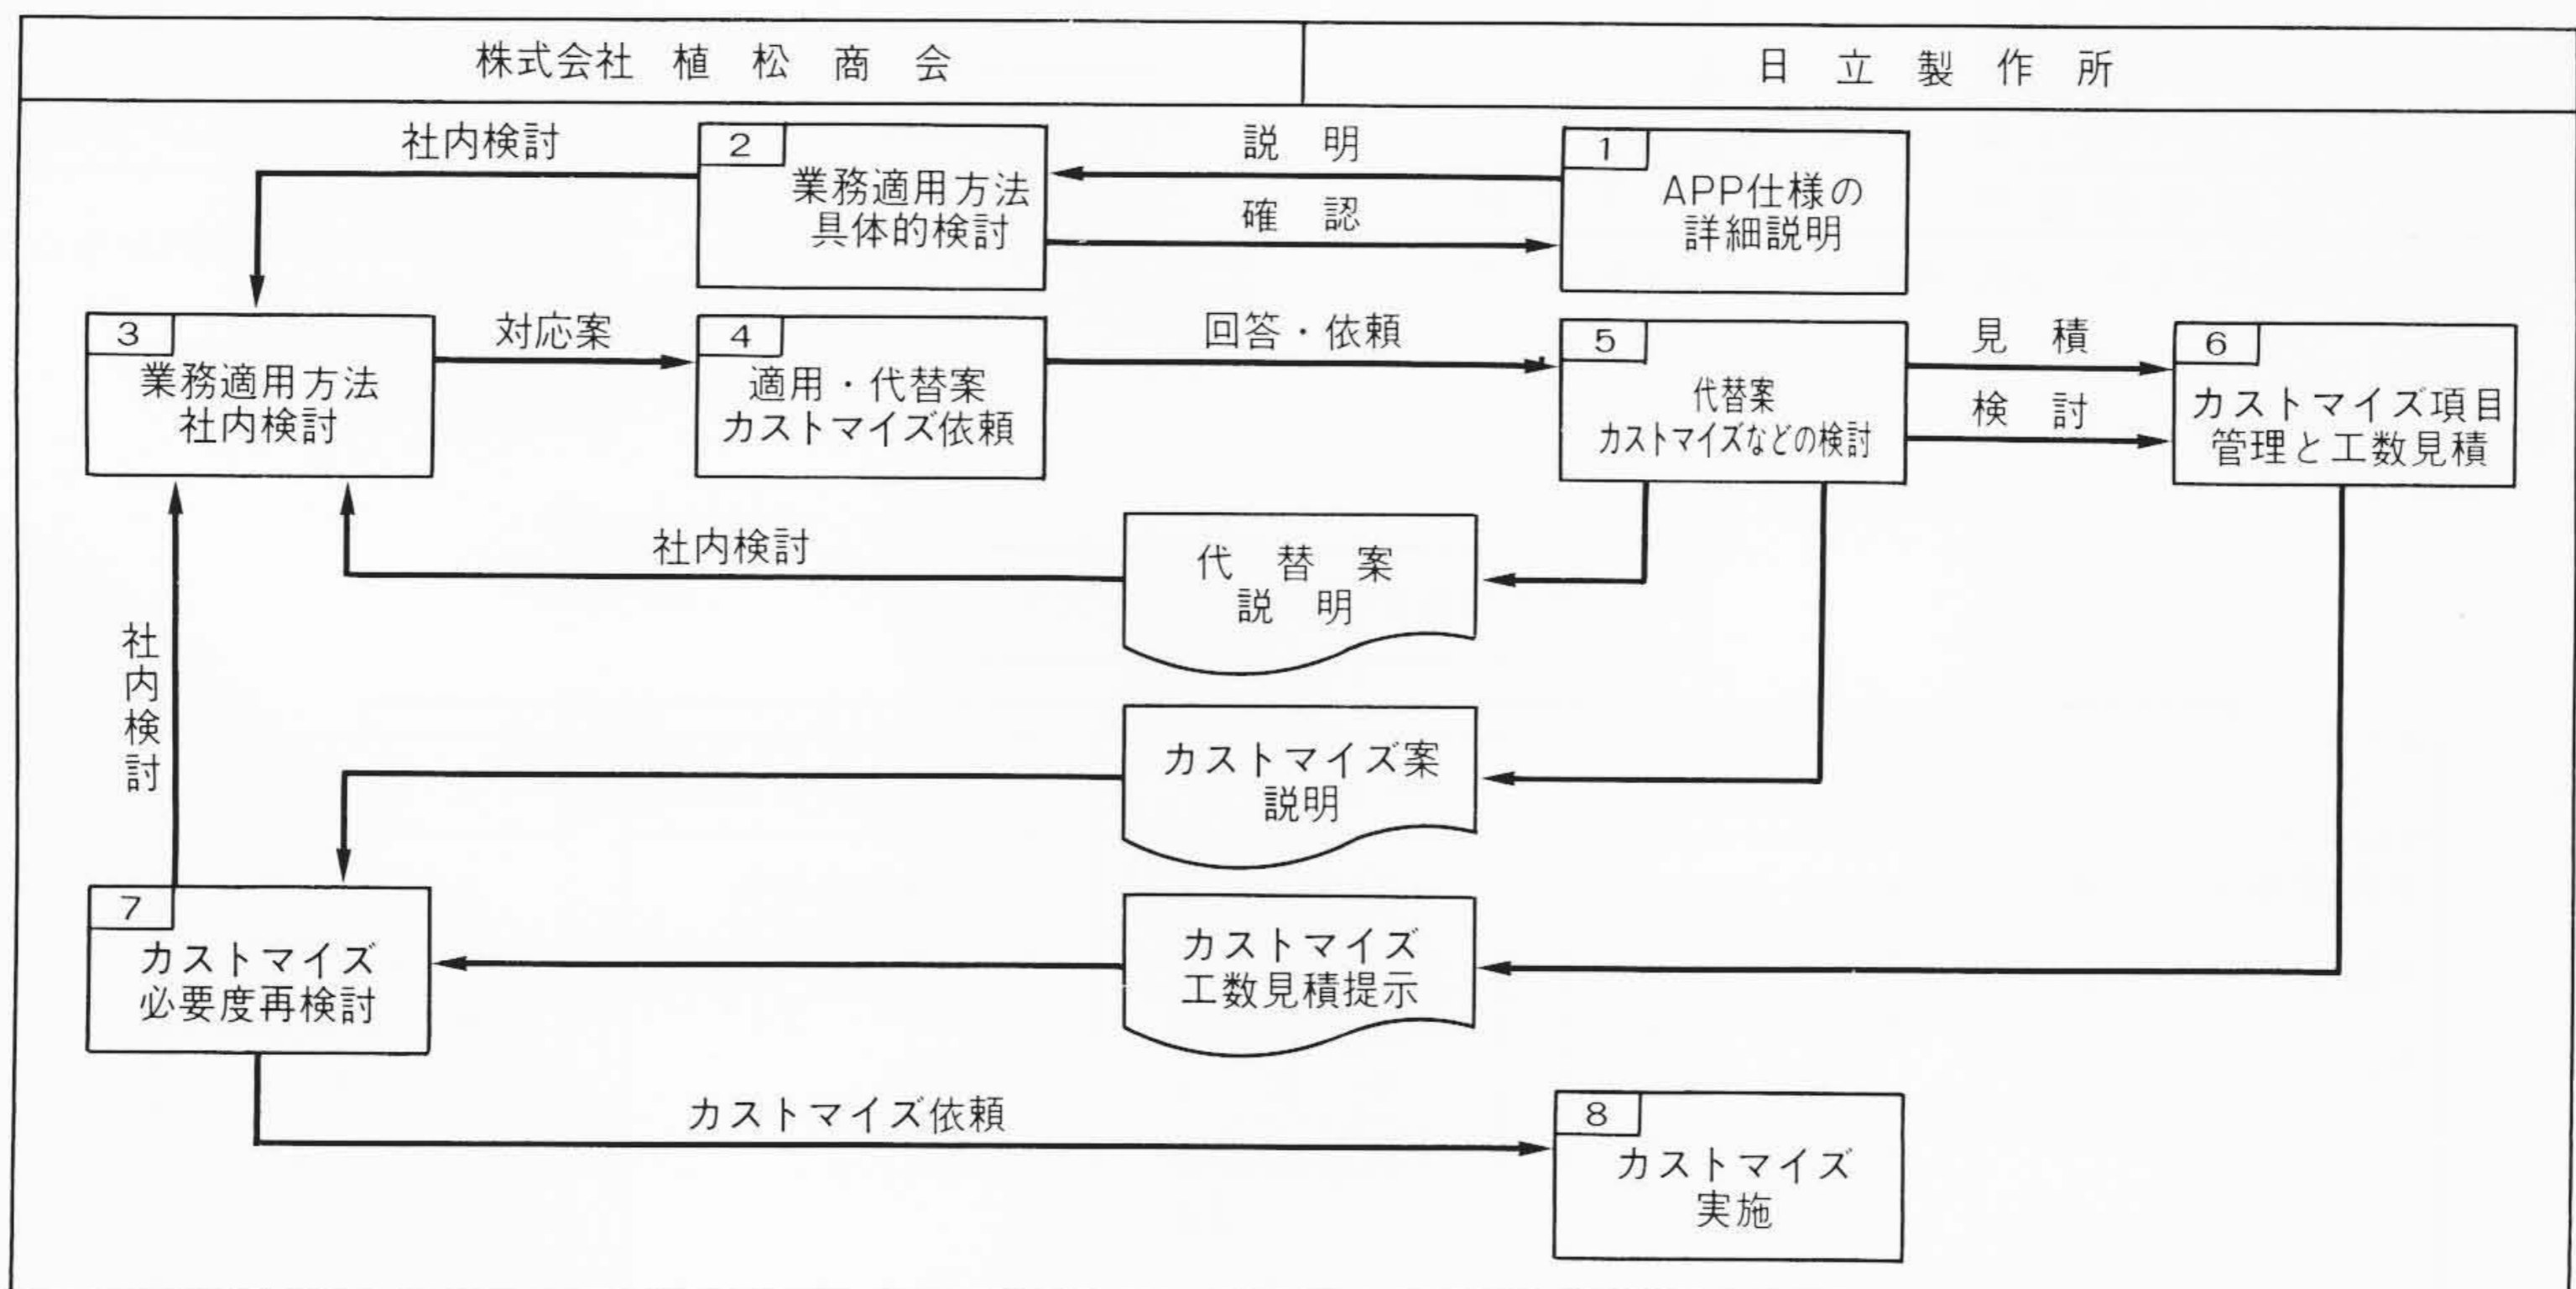 株式会社 植松商会
日立製作所
社内検討
2
業務適用方法
具体的検討
説明
確認
1
APP仕様の
詳細説明
3
業務適用方法
社内検討
対応案
4
適用・代替案
カストマイズ依頼
回答・依頼
5
代替案
カストマイズなどの検討
見積
検討
6
カストマイズ項目
管理と工数見積
社内検討
代替案
説明
社内検討
カストマイズ案
説明
7
カストマイズ
必要度再検討
カストマイズ
工数見積提示
カストマイズ依頼
8
カストマイズ
実施